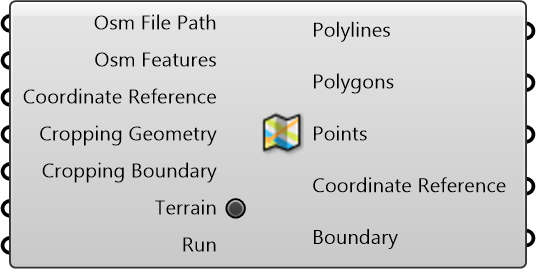 Osm File Path
Osm Features
Coordinate Reference
Cropping Geometry
Cropping Boundary
Terrain
Run
Polylines
Polygons
Points
Coordinate Reference
Boundary